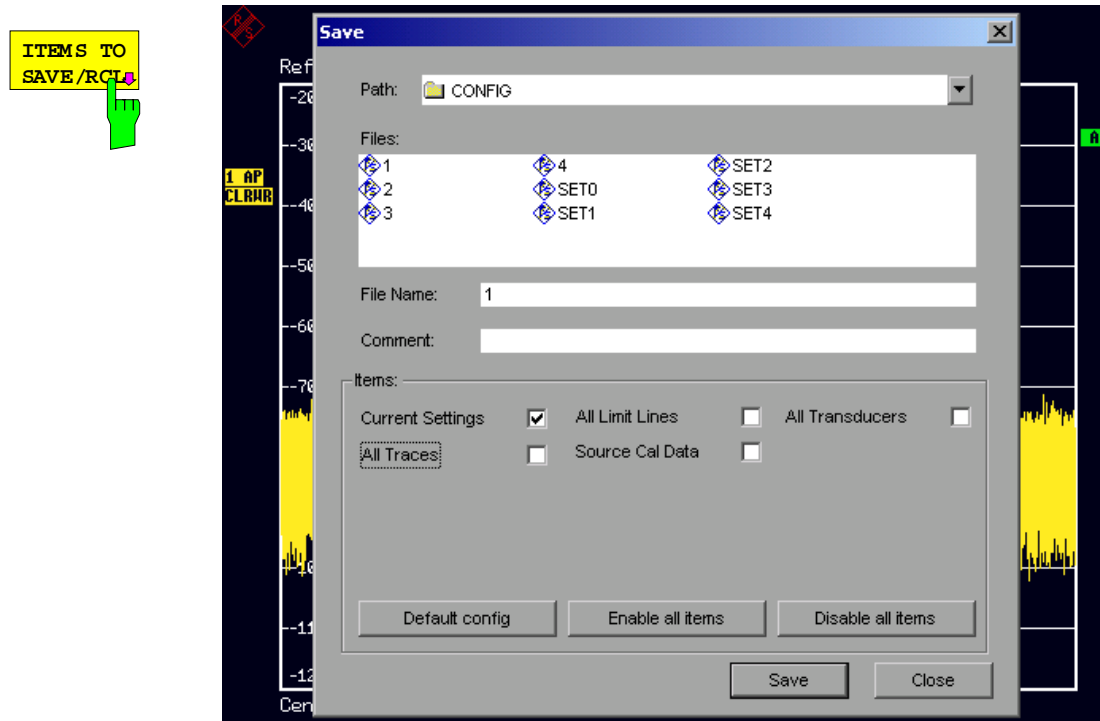 ITEMS TO
SAVE/RCL
R
S
Save
Ref
Path: CONFIG
Files:
1 4 SET2
2 SET0 SET3
3 SET1 SET4
1 AP
CLRWR
A
-20
-30
-40
-50
-60
-70
-10
-11
-12
File Name: 1
Comment:
Items:
Current Settings All Limit Lines All Transducers
All Traces Source Cal Data
Default config Enable all items Disable all items
Save Close
Cen